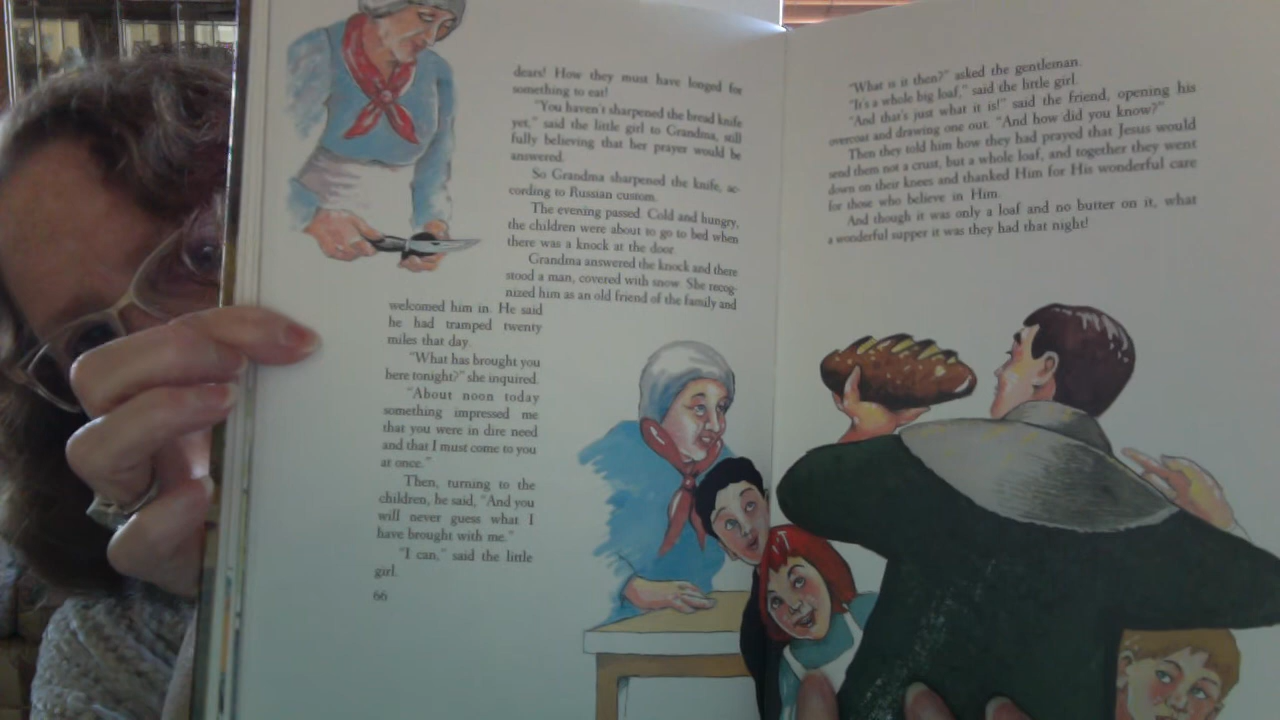 dears! How they must have longed for
something to eat!
"You haven't sharpened the bread knife
yet," said the little girl to Grandma, still
fully believing that her prayer would be
answered.
So Grandma sharpened the knife, ac-
cording to Russian custom.
The evening passed. Cold and hungry,
the children were about to go to bed when
there was a knock at the door.
Grandma answered the knock and there
stood a man, covered with snow. She recog-
nized him as an old friend of the family and
welcomed him in. He said
he had tramped twenty
miles that day.
"What has brought you
here tonight?" she inquired.
"About noon today
something impressed me
that you were in dire need
and that I must come to you
at once."
Then, turning to the
children, he said, "And you
will never guess what I
have brought with me."
"I can," said the little
girl.
66
"What is it then?" asked the gentleman.
"It's a whole big loaf," said the little girl.
"And that's just what it is!" said the friend, opening his
overcoat and drawing one out. "And how did you know?"
Then they told him how they had prayed that Jesus would
send them not a crust, but a whole loaf, and together they went
down on their knees and thanked Him for His wonderful care
for those who believe in Him.
And though it was only a loaf and no butter on it, what
a wonderful supper it was they had that night!